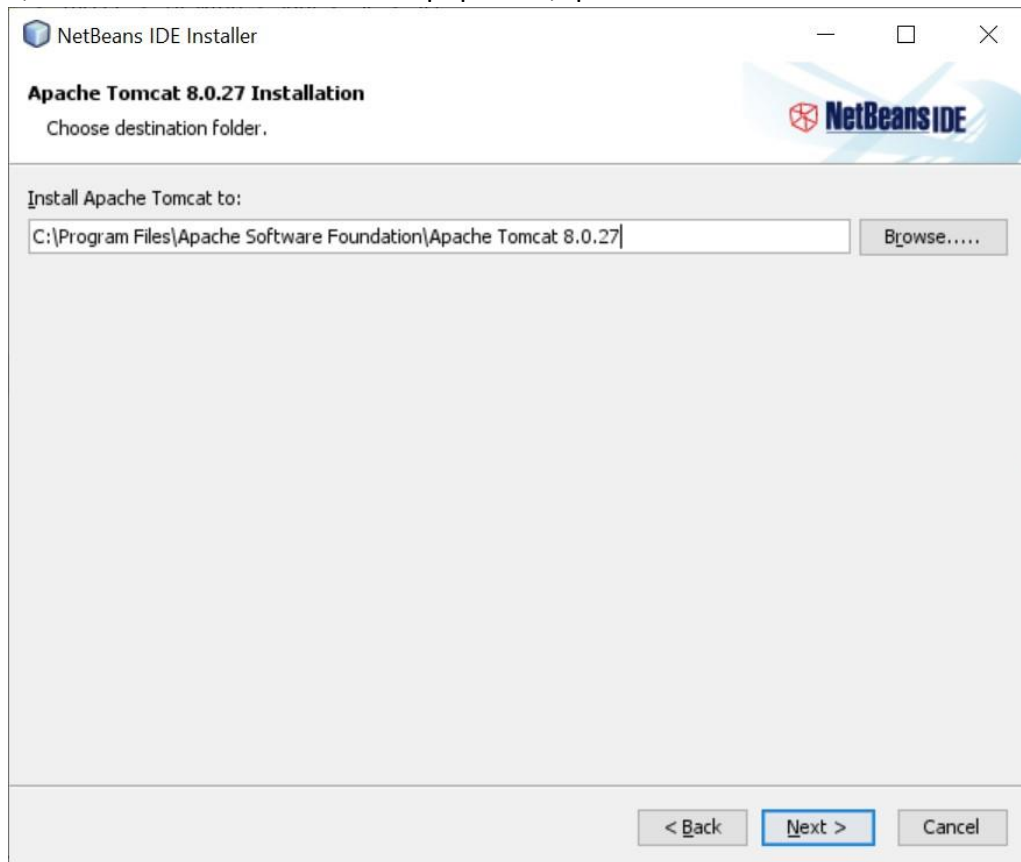 NetBeans IDE Installer
Apache Tomcat 8.0.27 Installation
Choose destination folder.
NetBeans IDE
Install Apache Tomcat to:
C:\Program Files\Apache Software Foundation\Apache Tomcat 8.0.27
Browse.....
< Back
Next >
Cancel